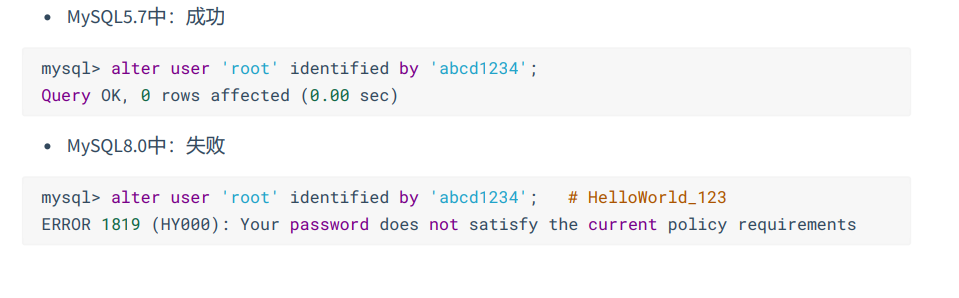 MySQL5.7中：成功
mysql> alter user 'root' identified by 'abcd1234';
Query OK, 0 rows affected (0.00 sec)
MySQL8.0中：失败
mysql> alter user 'root' identified by 'abcd1234';   # HelloWorld_123
ERROR 1819 (HY000): Your password does not satisfy the current policy requirements